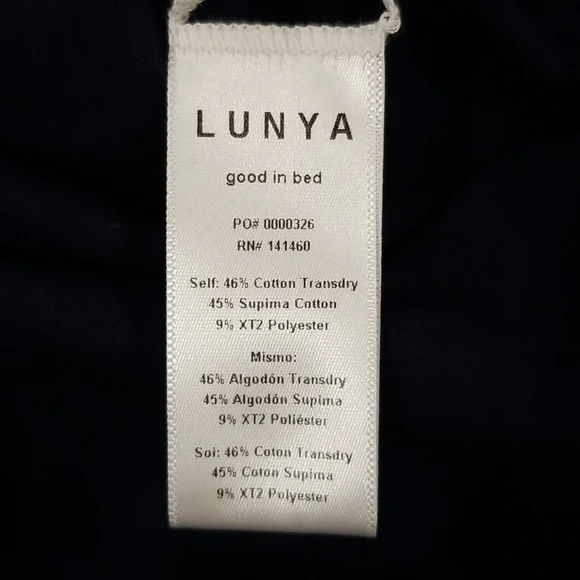 LUNYA
good in bed
PO# 0000326
RN# 141460
Self: 46% Cotton Transdry
45% Supima Cotton
9% XT2 Polyester
Mismo:
46% Algodón Transdry
45% Algodón Supima
9% XT2 Poliéster
Soi: 46% Coton Transdry
45% Coton Supima
9% XT2 Polyester